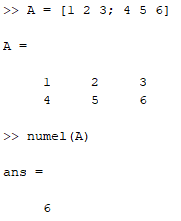 >> A = [1 2 3; 4 5 6]
A =
1 2 3
4 5 6
>> numel(A)
ans =
6